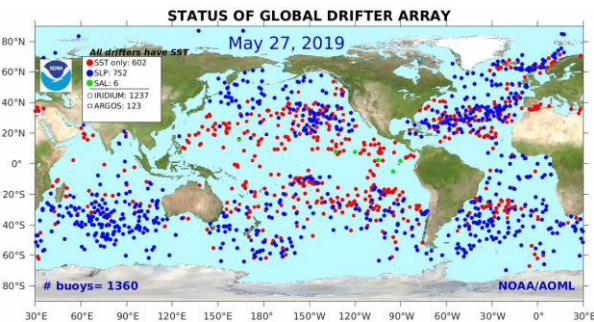 STATUS OF GLOBAL DRIFTER ARRAY
80°N
60°N
40°N
20°N
0°
20°S
40°S
60°S
80°S
May 27, 2019
All drifters have SST
SST only: 602
SLP: 752
SAL: 6
IRIDIUM: 1237
ARGOS: 123
# buoys= 1360
NOAA/AOML
30°E 60°E 90°E 120°E 150°E 180° 150°W 120°W 90°W 60°W 30°W 0° 30°E